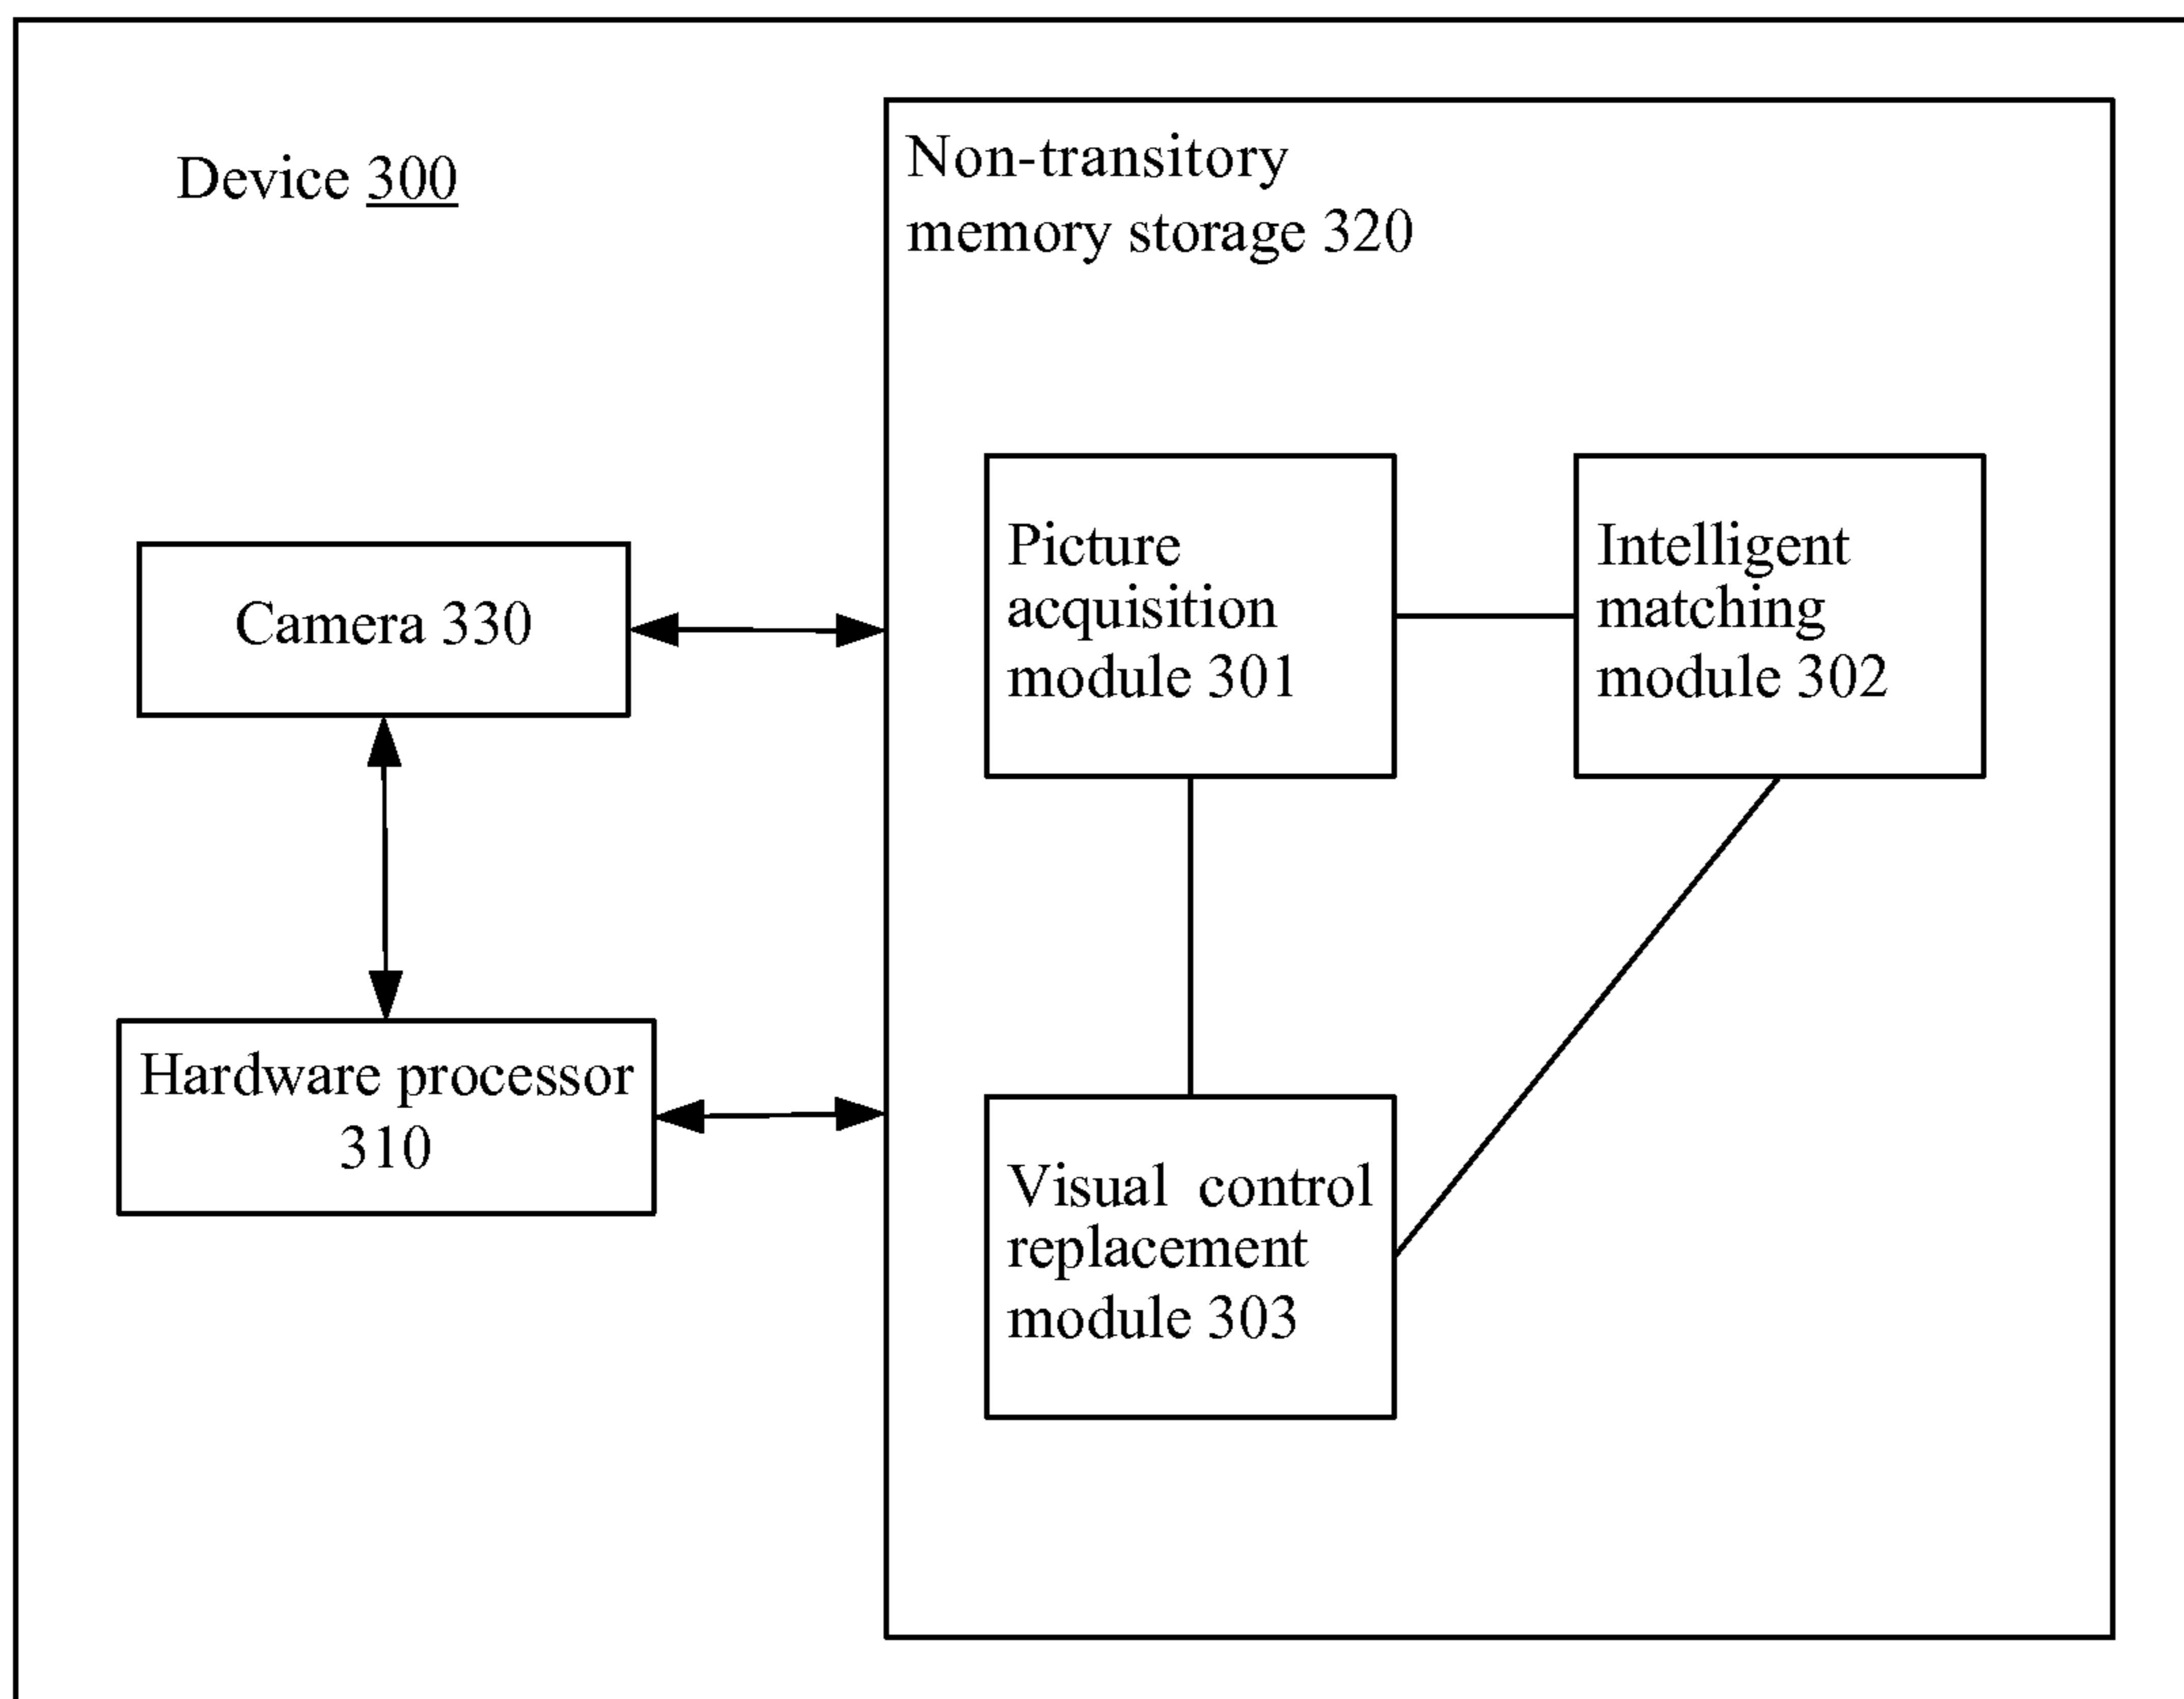 Device 300
Non-transitory
memory storage 320
Camera 330
Hardware processor
310
Picture
acquisition
module 301
Intelligent
matching
module 302
Visual control
replacement
module 303